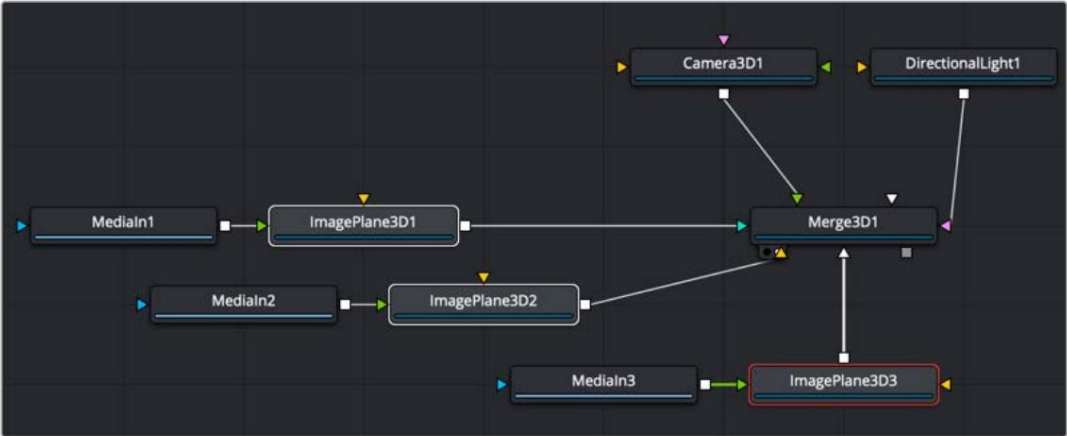 Camera3D1
DirectionalLight1
MediaIn1
ImagePlane3D1
Merge3D1
MediaIn2
ImagePlane3D2
MediaIn3
ImagePlane3D3